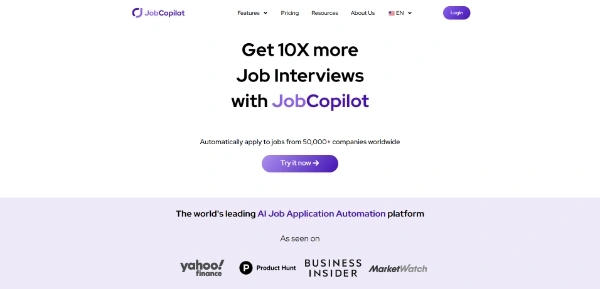 JobCopilot
Features
Pricing
Resources
About Us
EN
Login
Get 10X more
Job Interviews
with JobCopilot
Automatically apply to jobs from 50,000+ companies worldwide
Try it now →
The world's leading AI Job Application Automation platform
As seen on
yahoo!
finance
P Product Hunt
BUSINESS
INSIDER
MarketWatch